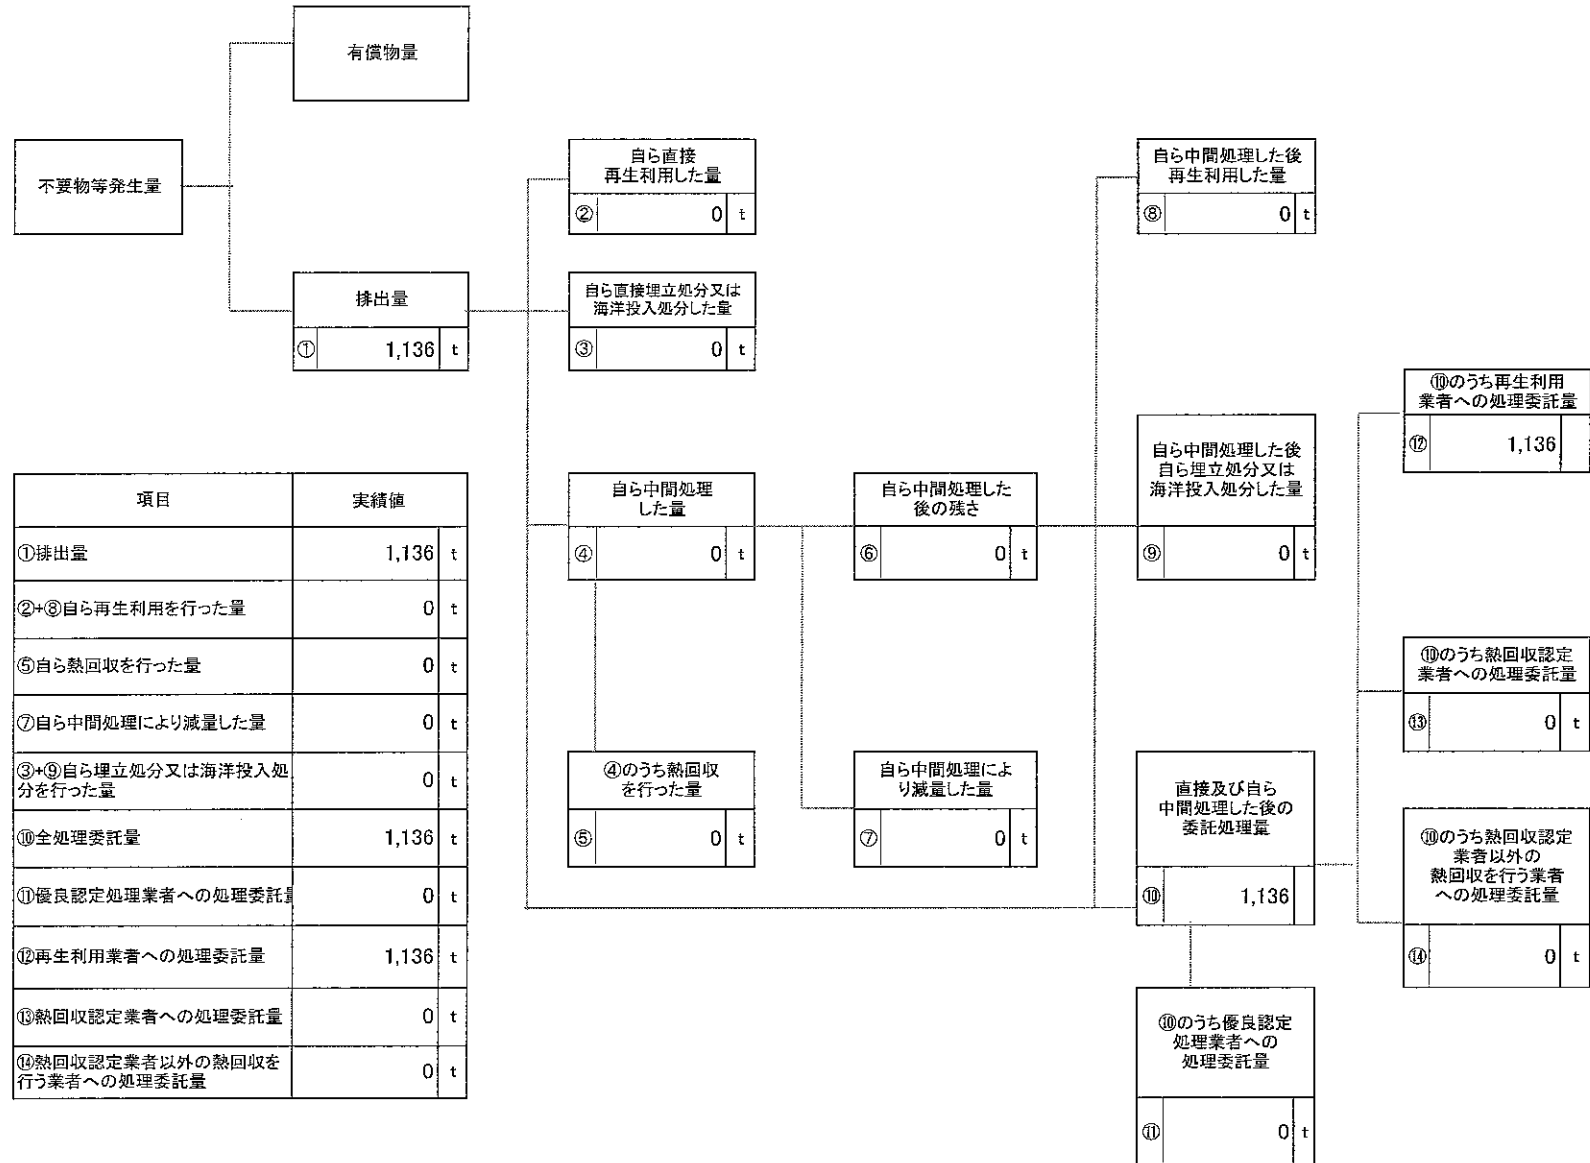 有償物量
不要物等発生量
排出量
① 1,136 t
自ら直接
再生利用した量
② 0 t
自ら直接埋立処分又は
海洋投入処分した量
③ 0 t
自ら中間処理
した量
④ 0 t
④のうち熱回収
を行った量
⑤ 0 t
自ら中間処理した
後の残さ
⑥ 0 t
自ら中間処理によ
り減量した量
⑦ 0 t
自ら中間処理した後
再生利用した量
⑧ 0 t
自ら中間処理した後
自ら埋立処分又は
海洋投入処分した量
⑨ 0 t
直接及び自ら
中間処理した後の
委託処理量
⑩ 1,136
⑩のうち優良認定
処理業者への
処理委託量
⑪ 0 t
⑩のうち再生利用
業者への処理委託量
⑫ 1,136
⑩のうち熱回収認定
業者への処理委託量
⑬ 0 t
⑩のうち熱回収認定
業者以外の
熱回収を行う業者
への処理委託量
⑭ 0 t
項目 実績値
①排出量 1,136 t
②+⑧自ら再生利用を行った量 0 t
⑤自ら熱回収を行った量 0 t
⑦自ら中間処理により減量した量 0 t
③+⑨自ら埋立処分又は海洋投入処
分を行った量 0 t
⑩全処理委託量 1,136 t
⑪優良認定処理業者への処理委託量 0 t
⑫再生利用業者への処理委託量 1,136 t
⑬熱回収認定業者への処理委託量 0 t
⑭熱回収認定業者以外の熱回収を
行う業者への処理委託量 0 t